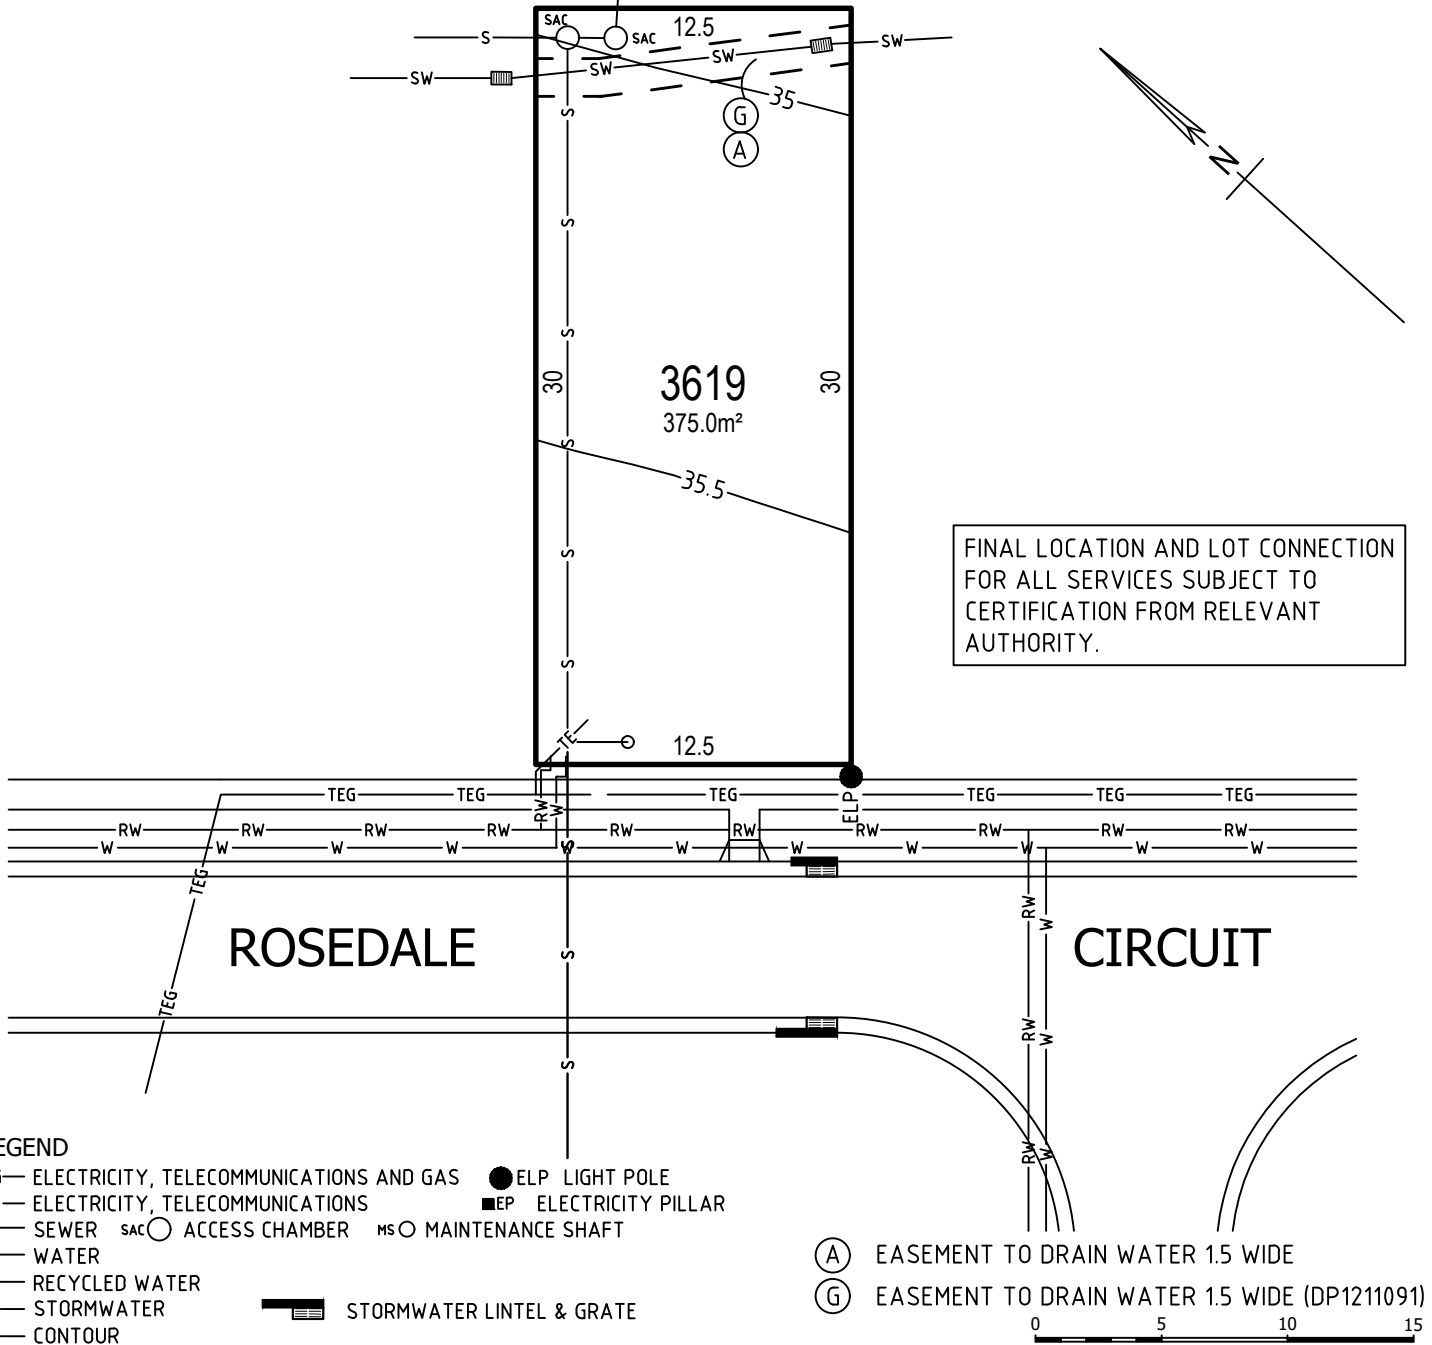 SAC
12.5
S
SAC
SW
SW
SW
SW
35
S
G
A
N
S
S
30
3619
30
375.0m²
S
35.5
S
FINAL LOCATION AND LOT CONNECTION
FOR ALL SERVICES SUBJECT TO
CERTIFICATION FROM RELEVANT
AUTHORITY.
S
TE
12.5
TEG TEG TEG TEG TEG TEG
RW W ELP
RW RW RW RW RW RW RW RW RW RW
W W W W W W W W W W W
S
TEG
RW W
ROSEDALE CIRCUIT
S
TEG
RW W
S
RW W
EGEND
G ELECTRICITY, TELECOMMUNICATIONS AND GAS ELP LIGHT POLE
ELECTRICITY, TELECOMMUNICATIONS EP ELECTRICITY PILLAR
SEWER SAC ACCESS CHAMBER MS MAINTENANCE SHAFT
WATER
RECYCLED WATER
STORMWATER STORMWATER LINTEL & GRATE
CONTOUR
A EASEMENT TO DRAIN WATER 1.5 WIDE
G EASEMENT TO DRAIN WATER 1.5 WIDE (DP1211091)
0 5 10 15